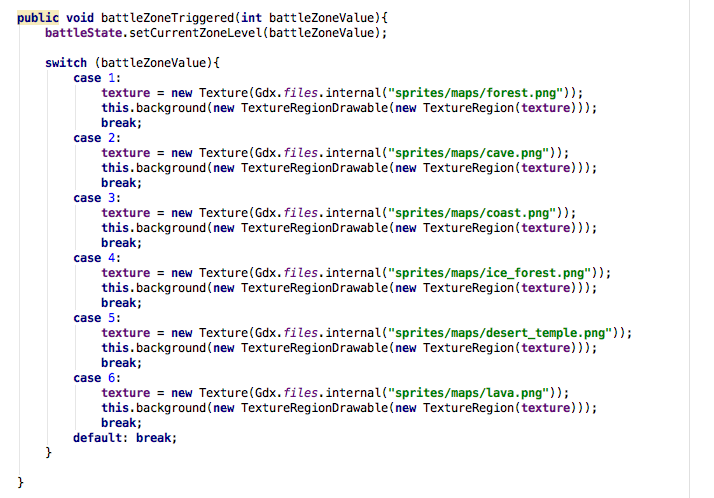 public void battleZoneTriggered(int battleZoneValue){
battleState.setCurrentZoneLevel(battleZoneValue);
switch (battleZoneValue){
case 1:
texture = new Texture(Gdx.files.internal("sprites/maps/forest.png"));
this.background(new TextureRegionDrawable(new TextureRegion(texture)));
break;
case 2:
texture = new Texture(Gdx.files.internal("sprites/maps/cave.png"));
this.background(new TextureRegionDrawable(new TextureRegion(texture)));
break;
case 3:
texture = new Texture(Gdx.files.internal("sprites/maps/coast.png"));
this.background(new TextureRegionDrawable(new TextureRegion(texture)));
break;
case 4:
texture = new Texture(Gdx.files.internal("sprites/maps/ice_forest.png"));
this.background(new TextureRegionDrawable(new TextureRegion(texture)));
break;
case 5:
texture = new Texture(Gdx.files.internal("sprites/maps/desert_temple.png"));
this.background(new TextureRegionDrawable(new TextureRegion(texture)));
break;
case 6:
texture = new Texture(Gdx.files.internal("sprites/maps/lava.png"));
this.background(new TextureRegionDrawable(new TextureRegion(texture)));
break;
default: break;
}
}